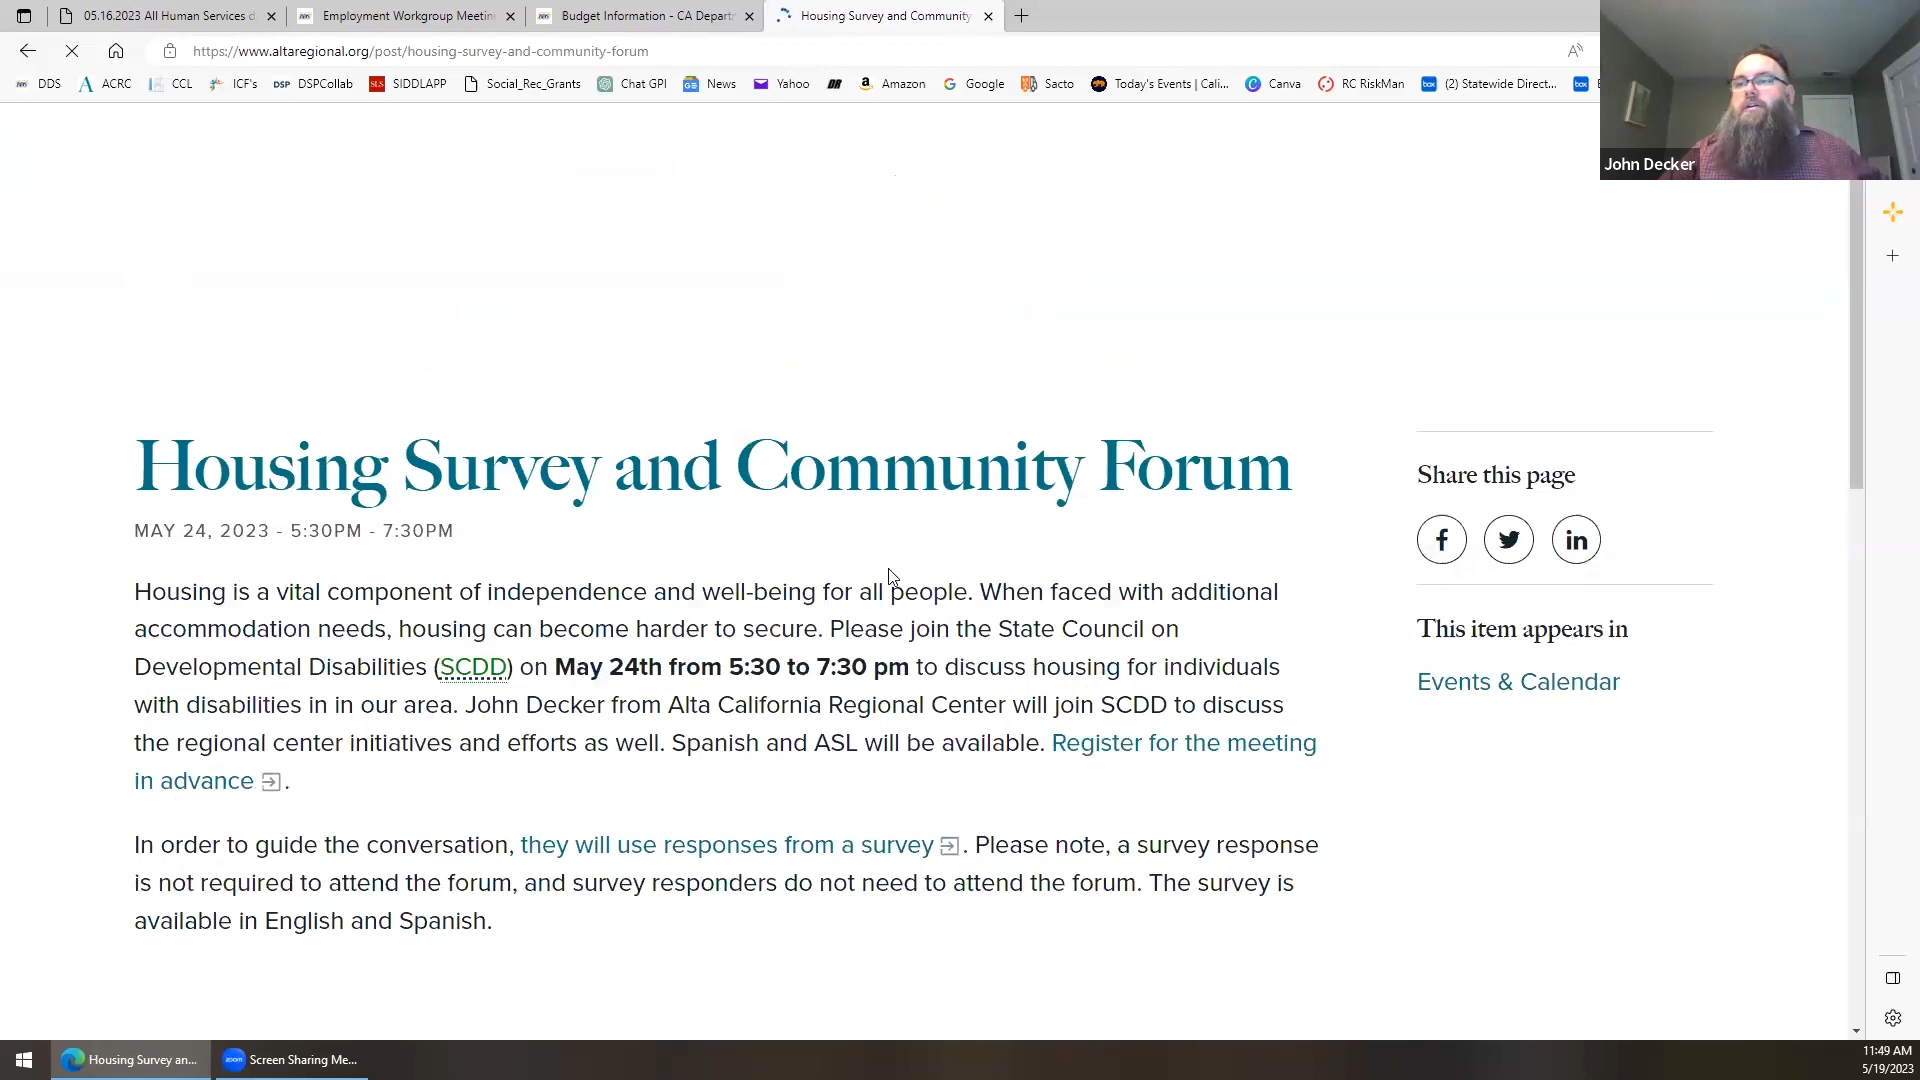 05.16.2023 All Human Services d
Employment Workgroup Meetin
Budget Information - CA Depart
Housing Survey and Community
https://www.altaregional.org/post/housing-survey-and-community-forum
DDS ACRC CCL ICF's DSP DSPCollab SLS SIDDLAPP Social_Rec_Grants Chat GPI News Yahoo Amazon Google Sacto Today's Events | Cali... Canva RC RiskMan box (2) Statewide Direct... box
John Decker
Housing Survey and Community Forum
MAY 24, 2023 - 5:30PM - 7:30PM
Housing is a vital component of independence and well-being for all people. When faced with additional
accommodation needs, housing can become harder to secure. Please join the State Council on
Developmental Disabilities (SCDD) on May 24th from 5:30 to 7:30 pm to discuss housing for individuals
with disabilities in in our area. John Decker from Alta California Regional Center will join SCDD to discuss
the regional center initiatives and efforts as well. Spanish and ASL will be available. Register for the meeting
in advance.
In order to guide the conversation, they will use responses from a survey. Please note, a survey response
is not required to attend the forum, and survey responders do not need to attend the forum. The survey is
available in English and Spanish.
Share this page
This item appears in
Events & Calendar
Housing Survey an...
zoom Screen Sharing Me...
11:49 AM
5/19/2023